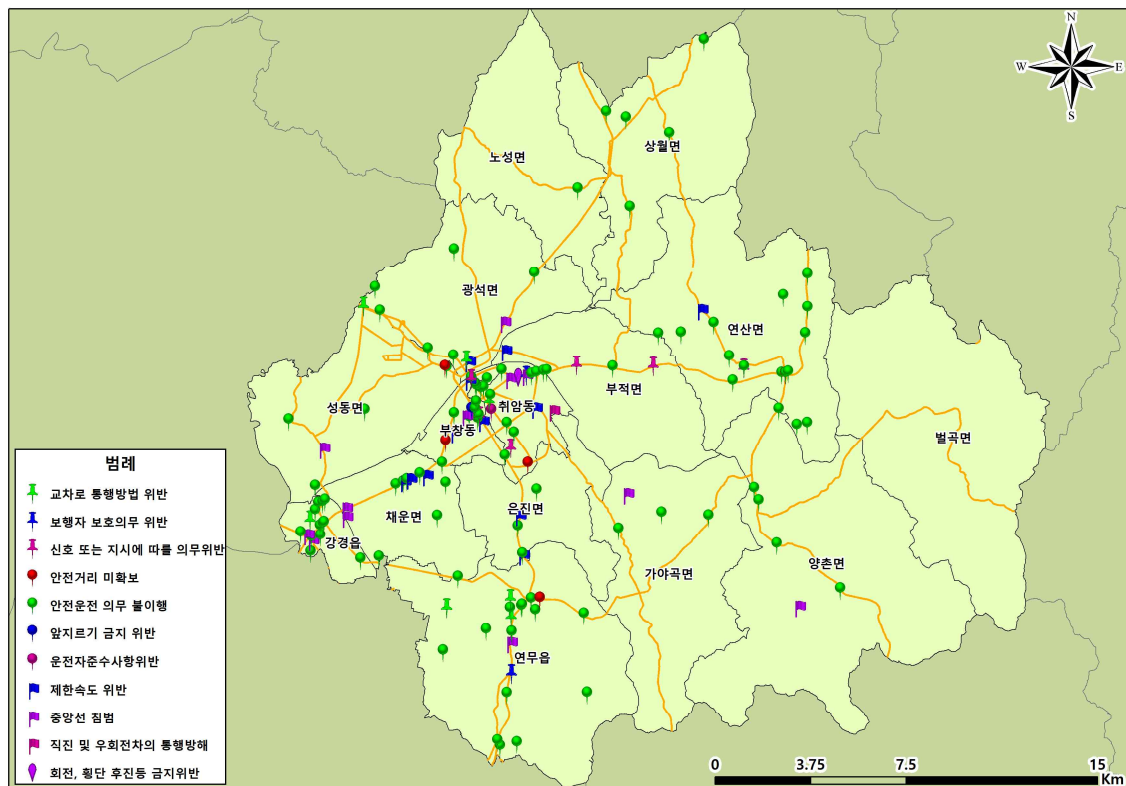 N
W E
S
노성면
상월면
광석면
연산면
부적면
성동면
취암동
부창동
벌곡면
은진면
채운면
강경읍
가야곡면
양촌면
연무읍
범례
교차로 통행방법 위반
보행자 보호의무 위반
신호 또는 지시에 따를 의무위반
안전거리 미확보
안전운전 의무 불이행
앞지르기 금지 위반
운전자준수사항위반
제한속도 위반
중앙선 침범
직진 및 우회전차의 통행방해
회전, 횡단 후진등 금지위반
0 3.75 7.5 15
Km